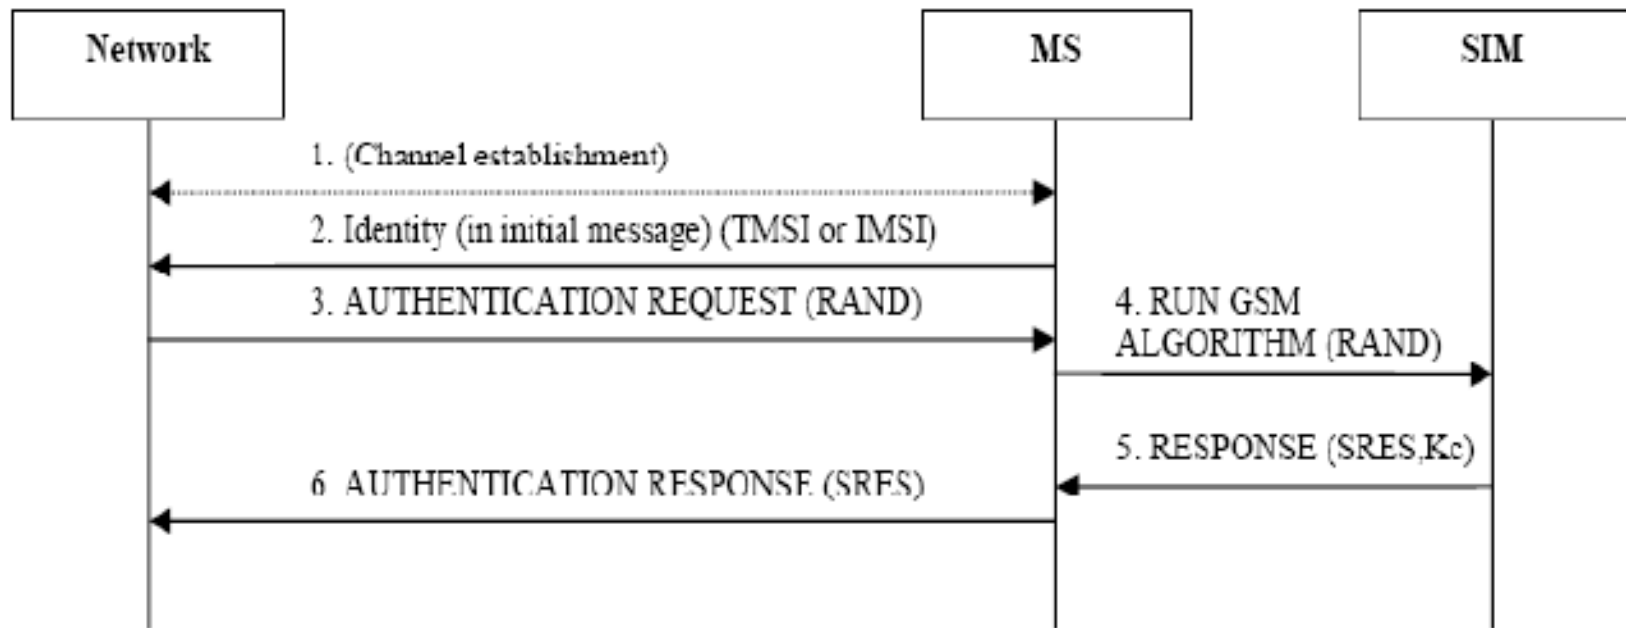 Network
MS
SIM
1. (Channel establishment)
2. Identity (in initial message) (TMSI or IMSI)
3. AUTHENTICATION REQUEST (RAND)
4. RUN GSM
ALGORITHM (RAND)
5. RESPONSE (SRES,Kc)
6. AUTHENTICATION RESPONSE (SRES)